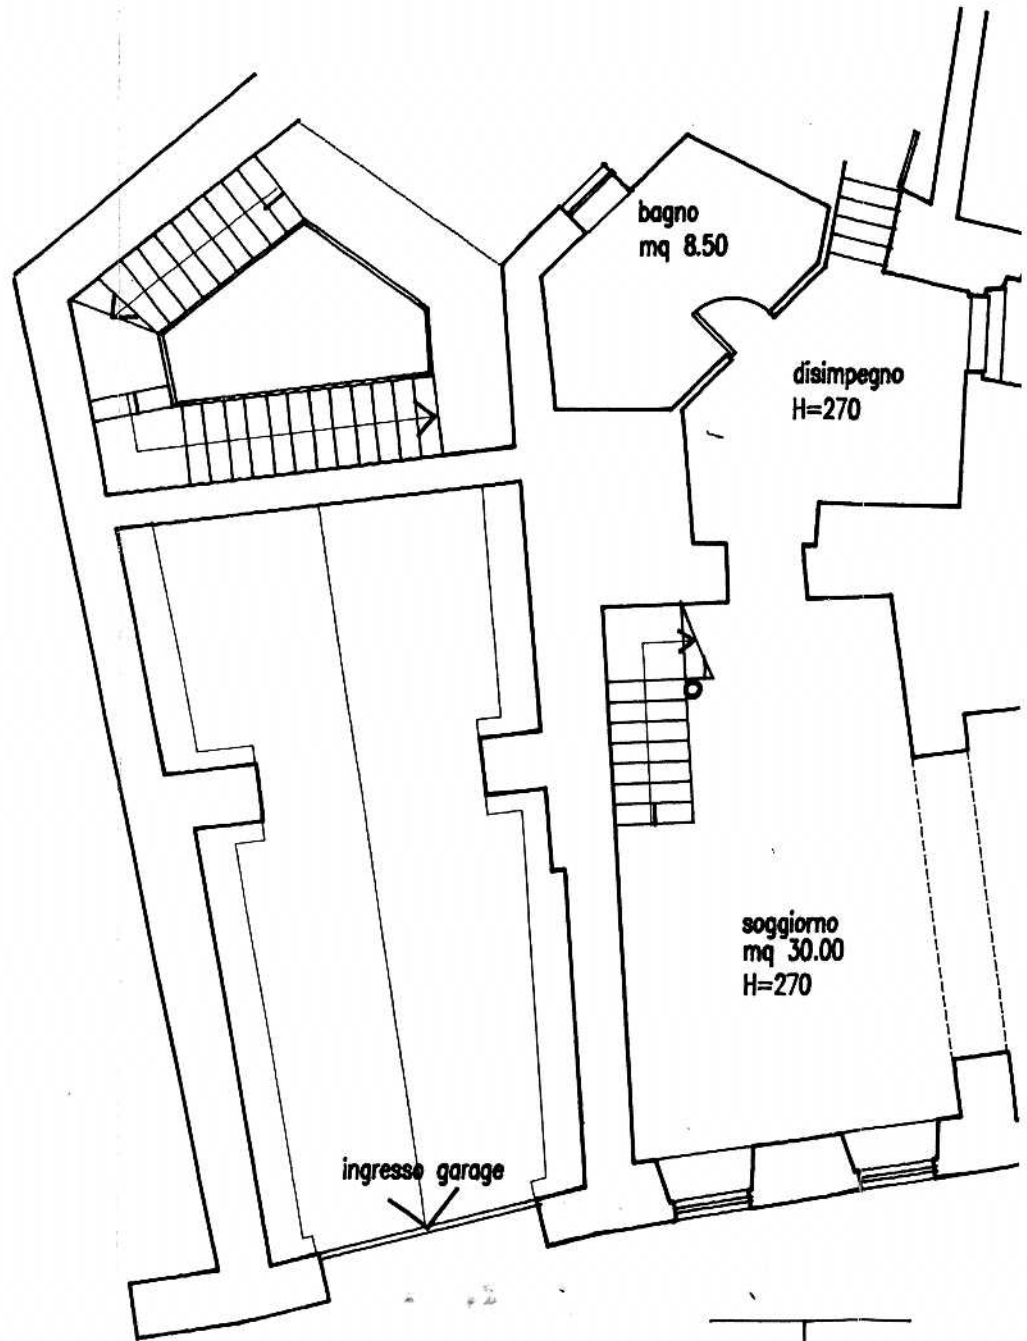 bagno
mq 8.50
disimpegno
H=270
soggiorno
mq 30.00
H=270
ingresso garage